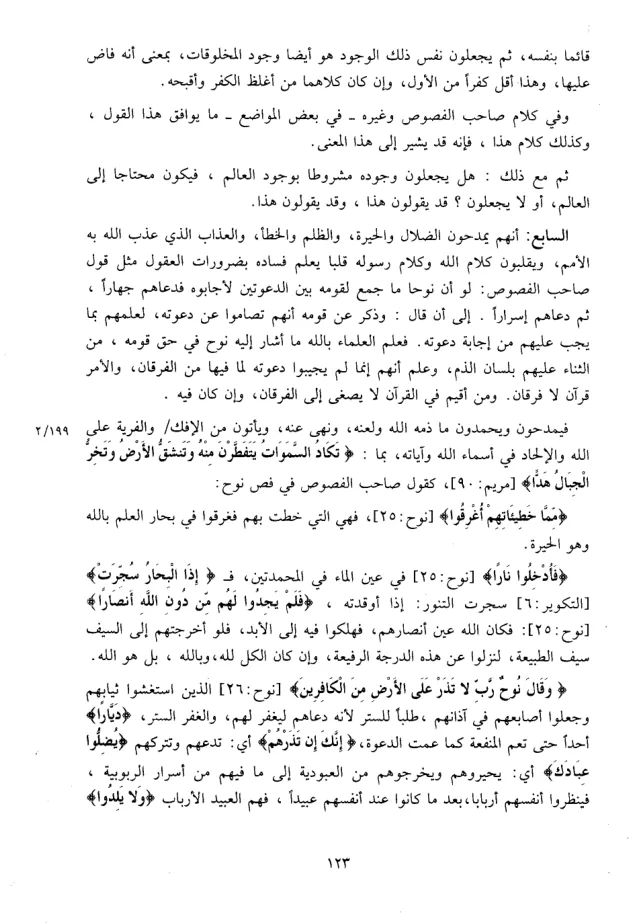 قائما بنفسه، ثم يجعلون نفس ذلك الوجود هو أيضا وجود المخلوقات، بمعنى أنه فاض
عليها، وهذا أقل كفراً من الأول، وإن كان كلاهما من أغلظ الكفر وأقبحه.
وفي كلام صاحب الفصوص وغيره ـ في بعض المواضع ـ ما يوافق هذا القول ،
وكذلك كلام هذا ، فإنه قد يشير إلى هذا المعنى.
ثم مع ذلك : هل يجعلون وجوده مشروطا بوجود العالم ، فيكون محتاجا إلى
العالم، أو لا يجعلون ؟ قد يقولون هذا ، وقد يقولون هذا.
السابع: أنهم يمدحون الضلال والحيرة، والظلم والخطأ، والعذاب الذي عذب الله به
الأمم، ويقلبون كلام الله وكلام رسوله قلبا يعلم فساده بضرورات العقول مثل قول
صاحب الفصوص: لو أن نوحا ما جمع لقومه بين الدعوتين لأجابوه فدعاهم جهاراً ،
ثم دعاهم إسراراً . إلى أن قال : وذكر عن قومه أنهم تصاموا عن دعوته، لعلمهم بما
يجب عليهم من إجابة دعوته. فعلم العلماء بالله ما أشار إليه نوح في حق قومه ، من
الثناء عليهم بلسان الذم، وعلم أنهم إنما لم يجيبوا دعوته لما فيها من الفرقان، والأمر
قرآن لا فرقان. ومن أقيم في القرآن لا يصغى إلى الفرقان، وإن كان فيه .
فيمدحون ويحمدون ما ذمه الله ولعنه، ونهى عنه، ويأتون من الإفك/ والفرية على ٢/١٩٩
الله والإلحاد في أسماء الله وآياته، بما : ﴿ تَكَادُ السَّمَوَاتُ يَتَفَطَّرْنَ مِنْهُ وَتَنشَقُّ الأَرْضُ وَتَخِرُّ
الْجِبَالُ هَدًّا﴾ [مريم:٩٠]، كقول صاحب الفصوص في فص نوح:
﴿مِمَّا خَطِيئَاتِهِمْ أُغْرِقُوا﴾ [نوح:٢٥]، فهي التي خطت بهم فغرقوا في بحار العلم بالله
وهو الحيرة.
﴿فَأُدْخِلُوا نَارًا﴾ [نوح:٢٥] في عين الماء في المحمدتين، فـ ﴿ إِذَا الْبِحَارُ سُجِّرَتْ﴾
[التكوير:٦] سجرت التنور: إذا أوقدته ، ﴿فَلَمْ يَجِدُوا لَهُم مِّن دُونِ اللَّهِ أَنصَارًا﴾
[نوح:٢٥]: فكان الله عين أنصارهم، فهلكوا فيه إلى الأبد، فلو أخرجتهم إلى السيف
سيف الطبيعة، لنزلوا عن هذه الدرجة الرفيعة، وإن كان الكل لله،وبالله ، بل هو الله.
﴿ وَقَالَ نُوحٌ رَّبِّ لا تَذَرْ عَلَى الأَرْضِ مِنَ الْكَافِرِينَ﴾ [نوح:٢٦] الذين استغشوا ثيابهم
وجعلوا أصابعهم في آذانهم ،طلباً للستر لأنه دعاهم ليغفر لهم، والغفر الستر، ﴿دَيَّارًا﴾
أحداً حتى تعم المنفعة كما عمت الدعوة،﴿ إِنَّكَ إِن تَذَرْهُمْ﴾ أي: تدعهم وتتركهم ﴿يُضِلُّوا
عِبَادَكَ﴾ أي: يحيروهم ويخرجوهم من العبودية إلى ما فيهم من أسرار الربوبية ،
فينظروا أنفسهم أربابا،بعد ما كانوا عند أنفسهم عبيداً ، فهم العبيد الأرباب ﴿وَلا يَلِدُوا﴾
١٢٣